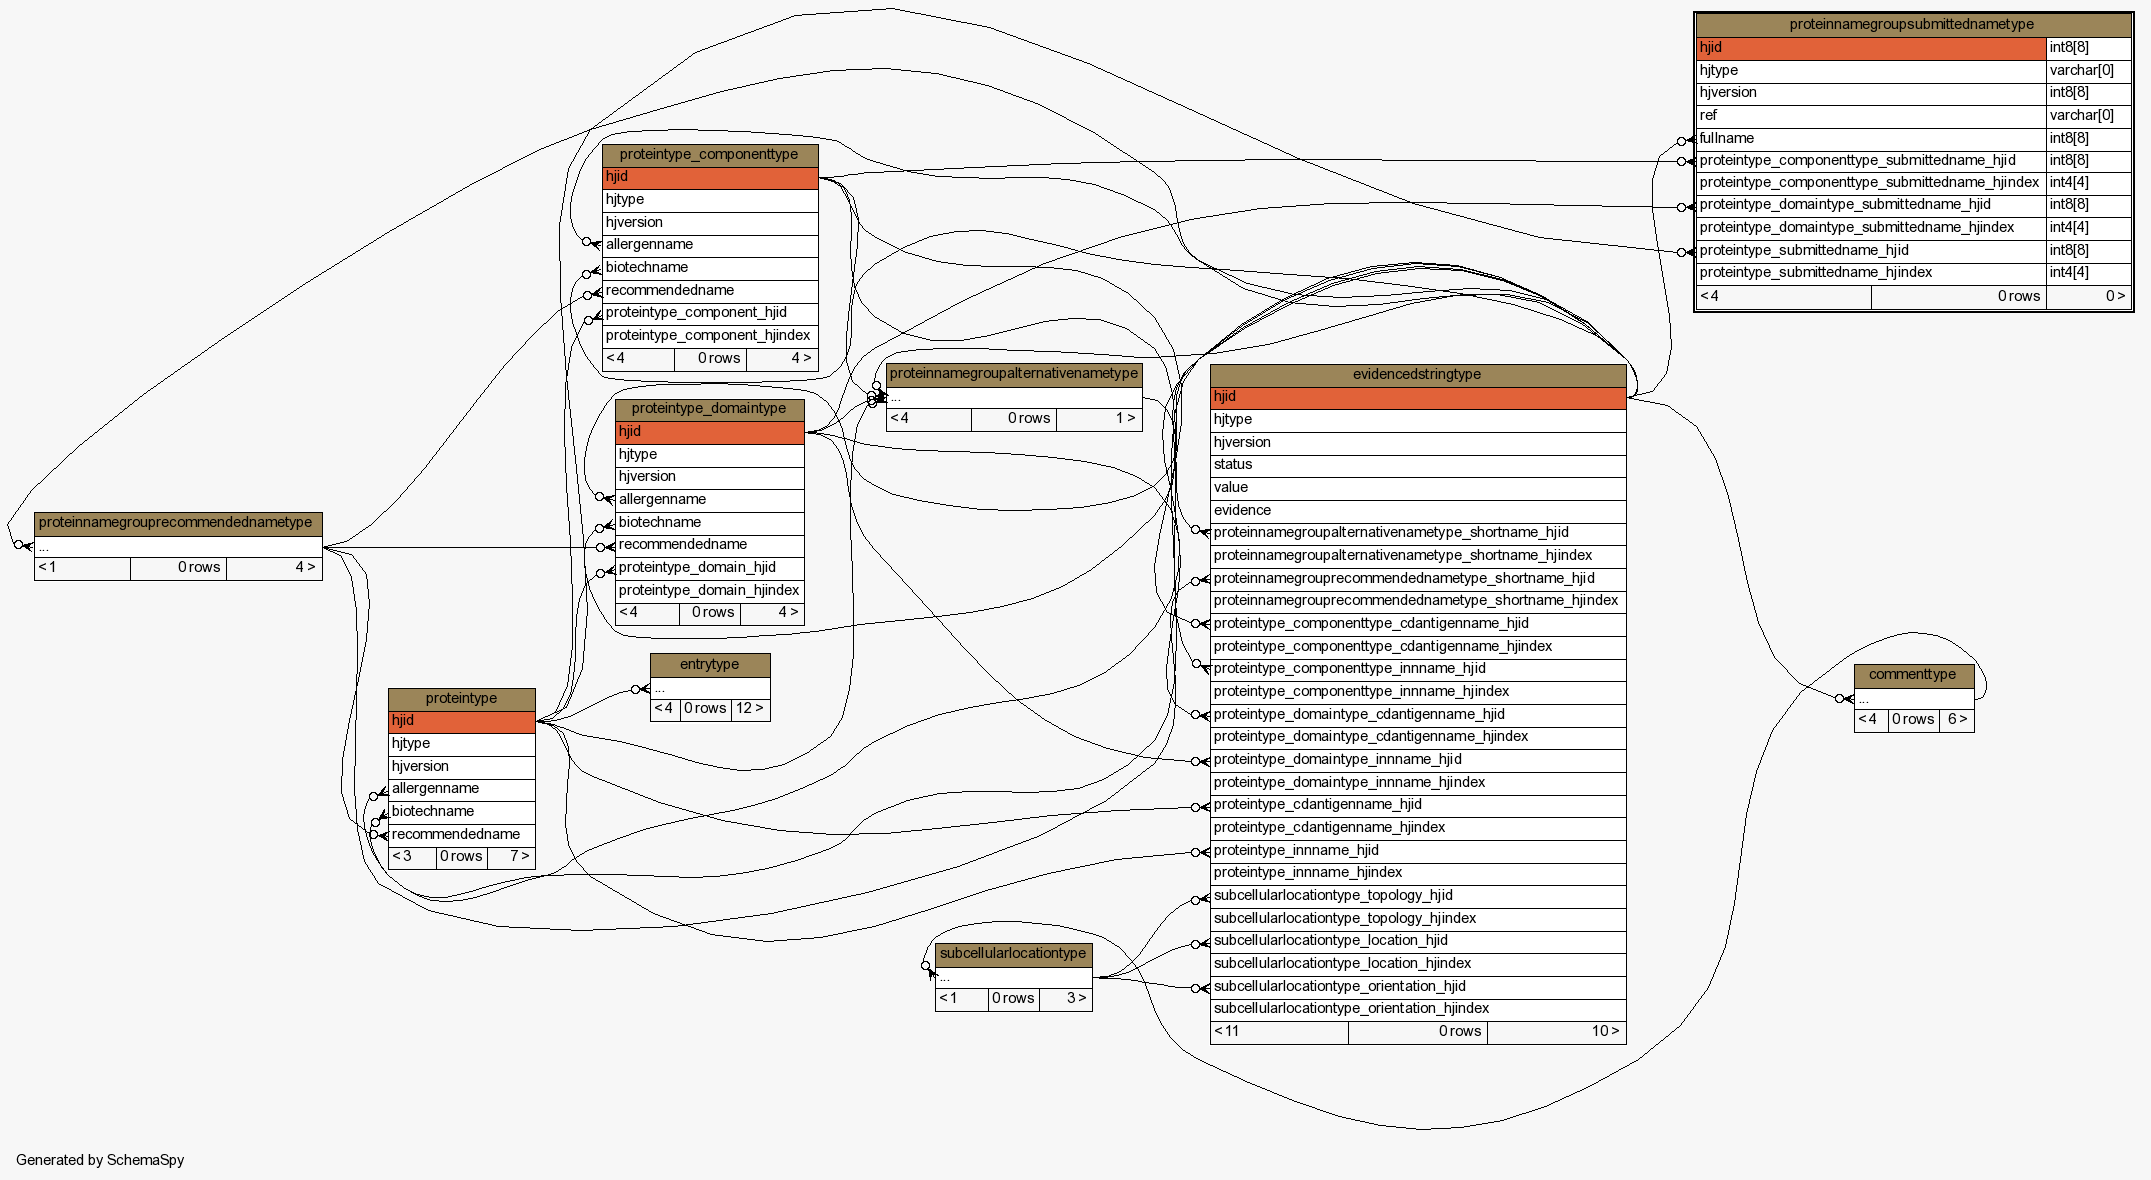 proteinnamegroupsubmittednametype
hjid int8[8]
hjtype varchar[0]
hjversion int8[8]
ref varchar[0]
fullname int8[8]
proteintype_componenttype_submittedname_hjid int8[8]
proteintype_componenttype_submittedname_hjindex int4[4]
proteintype_domaintype_submittedname_hjid int8[8]
proteintype_domaintype_submittedname_hjindex int4[4]
proteintype_submittedname_hjid int8[8]
proteintype_submittedname_hjindex int4[4]
< 4 0 rows 0 >
proteintype_componenttype
hjid
hjtype
hjversion
allergenname
biotechname
recommendedname
proteintype_component_hjid
proteintype_component_hjindex
< 4 0 rows 4 >
proteinnamegroupalternativenametype
...
< 4 0 rows 1 >
evidencedstringtype
hjid
hjtype
hjversion
status
value
evidence
proteinnamegroupalternativenametype_shortname_hjid
proteinnamegroupalternativenametype_shortname_hjindex
proteinnamegrouprecommendednametype_shortname_hjid
proteinnamegrouprecommendednametype_shortname_hjindex
proteintype_componenttype_cdantigenname_hjid
proteintype_componenttype_cdantigenname_hjindex
proteintype_componenttype_innname_hjid
proteintype_componenttype_innname_hjindex
proteintype_domaintype_cdantigenname_hjid
proteintype_domaintype_cdantigenname_hjindex
proteintype_domaintype_innname_hjid
proteintype_domaintype_innname_hjindex
proteintype_cdantigenname_hjid
proteintype_cdantigenname_hjindex
proteintype_innname_hjid
proteintype_innname_hjindex
subcellularlocationtype_topology_hjid
subcellularlocationtype_topology_hjindex
subcellularlocationtype_location_hjid
subcellularlocationtype_location_hjindex
subcellularlocationtype_orientation_hjid
subcellularlocationtype_orientation_hjindex
< 11 0 rows 10 >
proteintype_domaintype
hjid
hjtype
hjversion
allergenname
biotechname
recommendedname
proteintype_domain_hjid
proteintype_domain_hjindex
< 4 0 rows 4 >
proteinnamegrouprecommendednametype
...
< 1 0 rows 4 >
entrytype
...
< 4 0 rows 12 >
commenttype
...
< 4 0 rows 6 >
proteintype
hjid
hjtype
hjversion
allergenname
biotechname
recommendedname
< 3 0 rows 7 >
subcellularlocationtype
...
< 1 0 rows 3 >
Generated by SchemaSpy